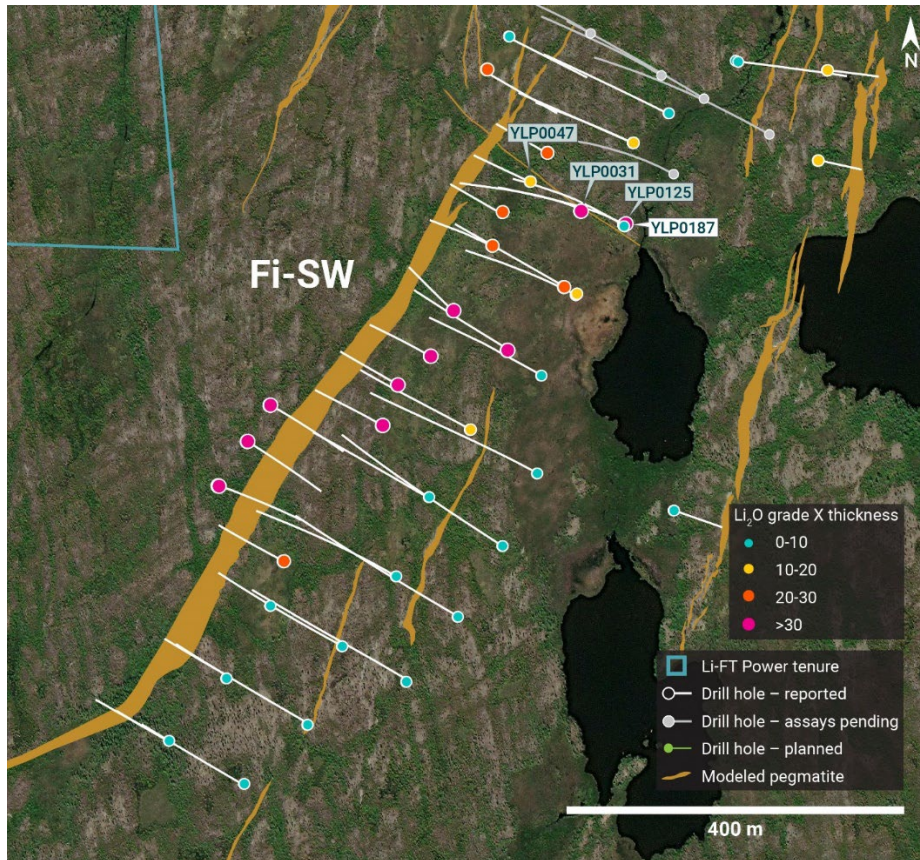 N
YLP0047
YLP0031
YLP0125
YLP0187
Fi-SW
Li₂O grade X thickness
0-10
10-20
20-30
>30
Li-FT Power tenure
Drill hole – reported
Drill hole – assays pending
Drill hole – planned
Modeled pegmatite
400 m